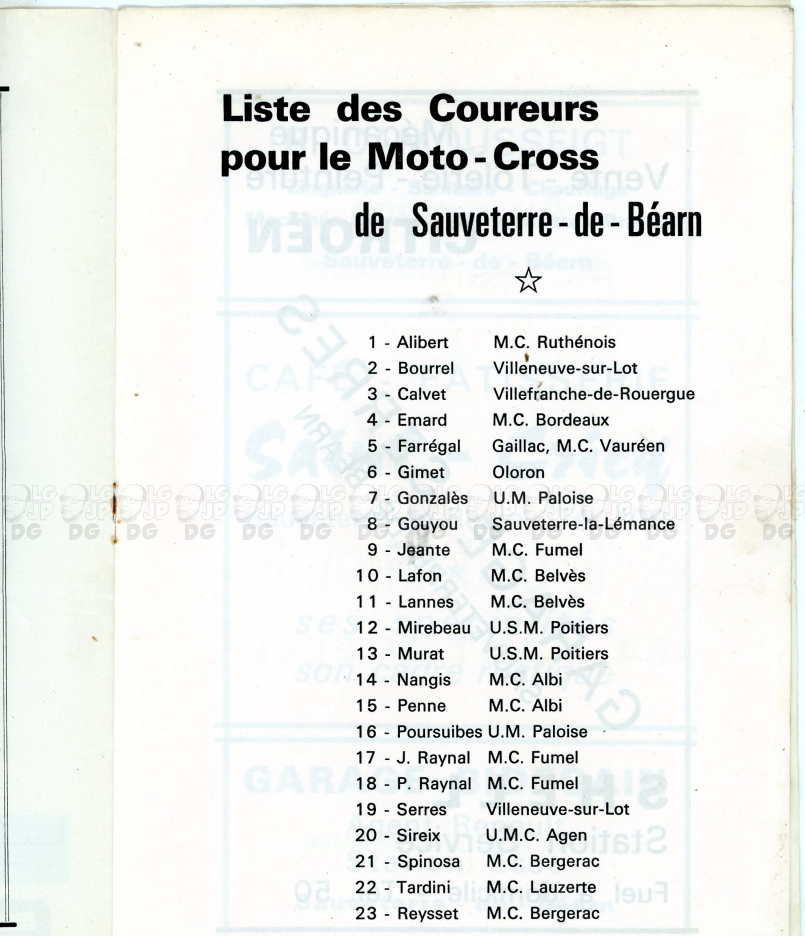 Liste des Coureurs
pour le Moto-Cross
de Sauveterre-de-Béarn
1 - Alibert M.C. Ruthénois
2 - Bourrel Villeneuve-sur-Lot
3 - Calvet Villefranche-de-Rouergue
4 - Emard M.C. Bordeaux
5 - Farrégal Gaillac, M.C. Vauréen
6 - Gimet Oloron
7 - Gonzalès U.M. Paloise
8 - Gouyou Sauveterre-la-Lémance
9 - Jeante M.C. Fumel
10 - Lafon M.C. Belvès
11 - Lannes M.C. Belvès
12 - Mirebeau U.S.M. Poitiers
13 - Murat U.S.M. Poitiers
14 - Nangis M.C. Albi
15 - Penne M.C. Albi
16 - Poursuibes U.M. Paloise
17 - J. Raynal M.C. Fumel
18 - P. Raynal M.C. Fumel
19 - Serres Villeneuve-sur-Lot
20 - Sireix U.M.C. Agen
21 - Spinosa M.C. Bergerac
22 - Tardini M.C. Lauzerte
23 - Reysset M.C. Bergerac